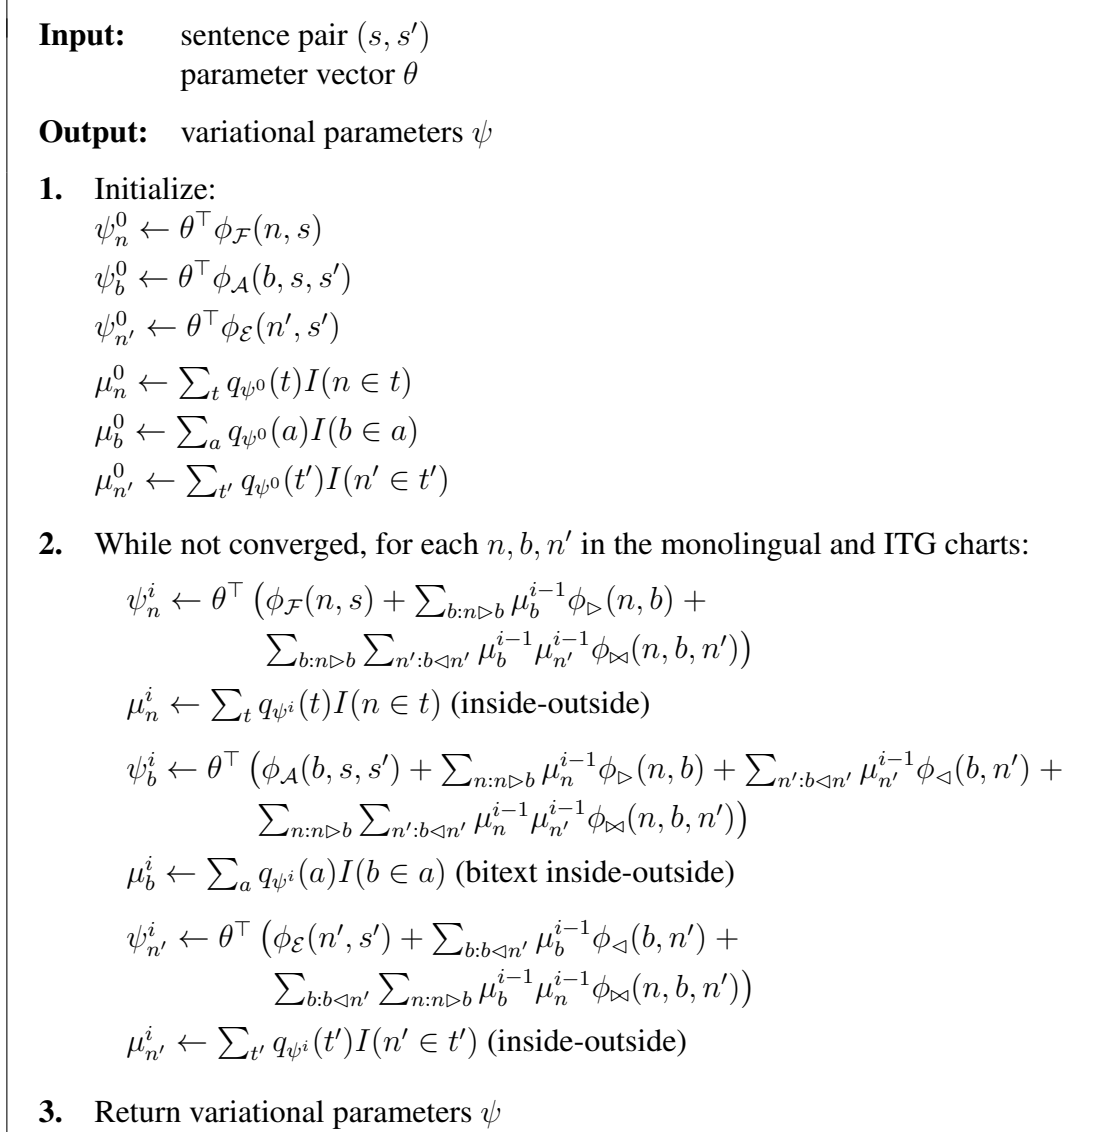 Input: sentence pair (s, s′)
parameter vector θ
Output: variational parameters ψ
1. Initialize:
ψ_n^0 ← θ^⊤ φ_ℱ(n, s)
ψ_b^0 ← θ^⊤ φ_𝒜(b, s, s′)
ψ_{n′}^0 ← θ^⊤ φ_ℰ(n′, s′)
μ_n^0 ← ∑_t q_{ψ^0}(t) I(n ∈ t)
μ_b^0 ← ∑_a q_{ψ^0}(a) I(b ∈ a)
μ_{n′}^0 ← ∑_{t′} q_{ψ^0}(t′) I(n′ ∈ t′)
2. While not converged, for each n, b, n′ in the monolingual and ITG charts:
ψ_n^i ← θ^⊤ (φ_ℱ(n, s) + ∑_{b:n▷b} μ_b^{i−1} φ_▷(n, b) +
∑_{b:n▷b} ∑_{n′:b◁n′} μ_b^{i−1} μ_{n′}^{i−1} φ_⋈(n, b, n′))
μ_n^i ← ∑_t q_{ψ^i}(t) I(n ∈ t) (inside-outside)
ψ_b^i ← θ^⊤ (φ_𝒜(b, s, s′) + ∑_{n:n▷b} μ_n^{i−1} φ_▷(n, b) + ∑_{n′:b◁n′} μ_{n′}^{i−1} φ_◁(b, n′) +
∑_{n:n▷b} ∑_{n′:b◁n′} μ_n^{i−1} μ_{n′}^{i−1} φ_⋈(n, b, n′))
μ_b^i ← ∑_a q_{ψ^i}(a) I(b ∈ a) (bitext inside-outside)
ψ_{n′}^i ← θ^⊤ (φ_ℰ(n′, s′) + ∑_{b:b◁n′} μ_b^{i−1} φ_◁(b, n′) +
∑_{b:b◁n′} ∑_{n:n▷b} μ_b^{i−1} μ_n^{i−1} φ_⋈(n, b, n′))
μ_{n′}^i ← ∑_{t′} q_{ψ^i}(t′) I(n′ ∈ t′) (inside-outside)
3. Return variational parameters ψ